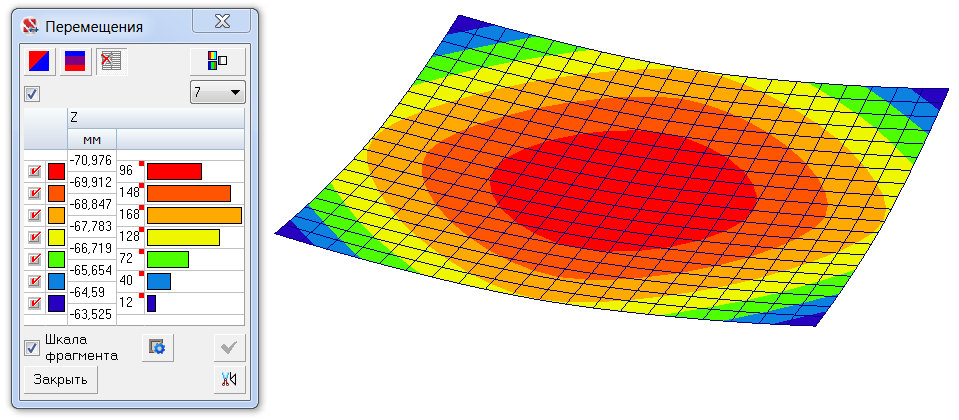 Перемещения
7
Z
мм
-70,976
96
-69,912
148
-68,847
168
-67,783
128
-66,719
72
-65,654
40
-64,59
12
-63,525
Шкала
фрагмента
Закрыть